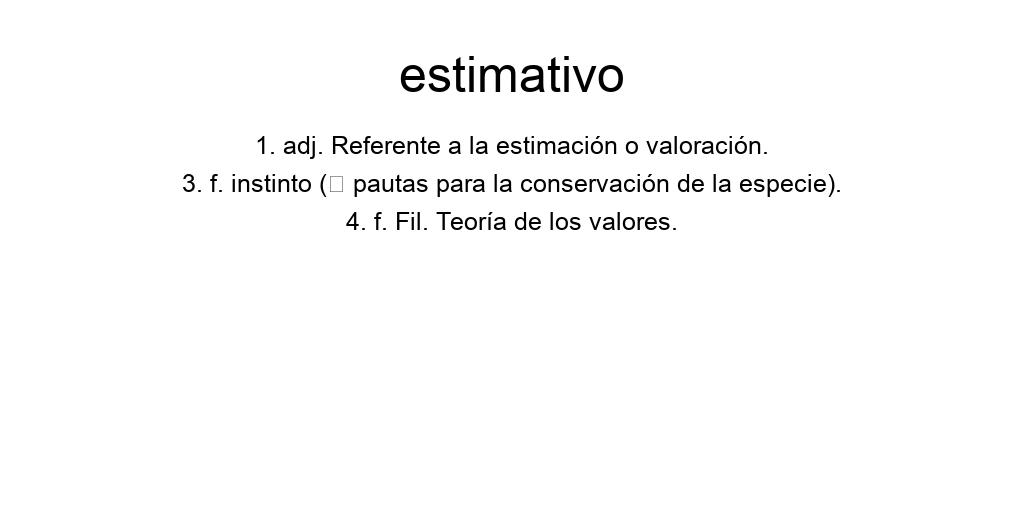 estimativo
1. adj. Referente a la estimación o valoración.
3. f. instinto (□ pautas para la conservación de la especie).
4. f. Fil. Teoría de los valores.